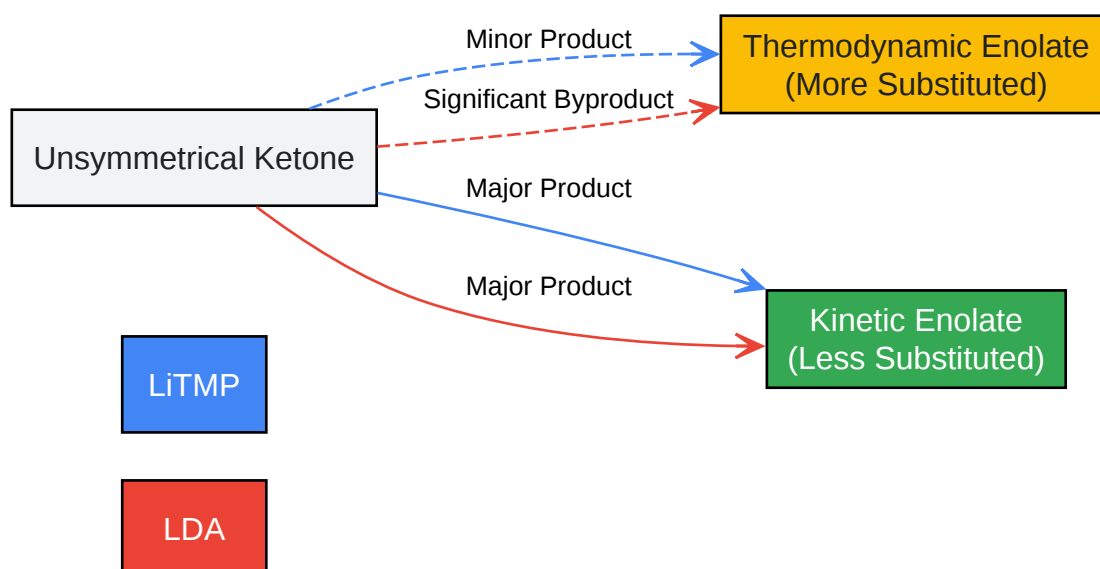 Minor Product
Thermodynamic Enolate
(More Substituted)
Significant Byproduct
Unsymmetrical Ketone
Major Product
Major Product
Kinetic Enolate
(Less Substituted)
LiTMP
LDA